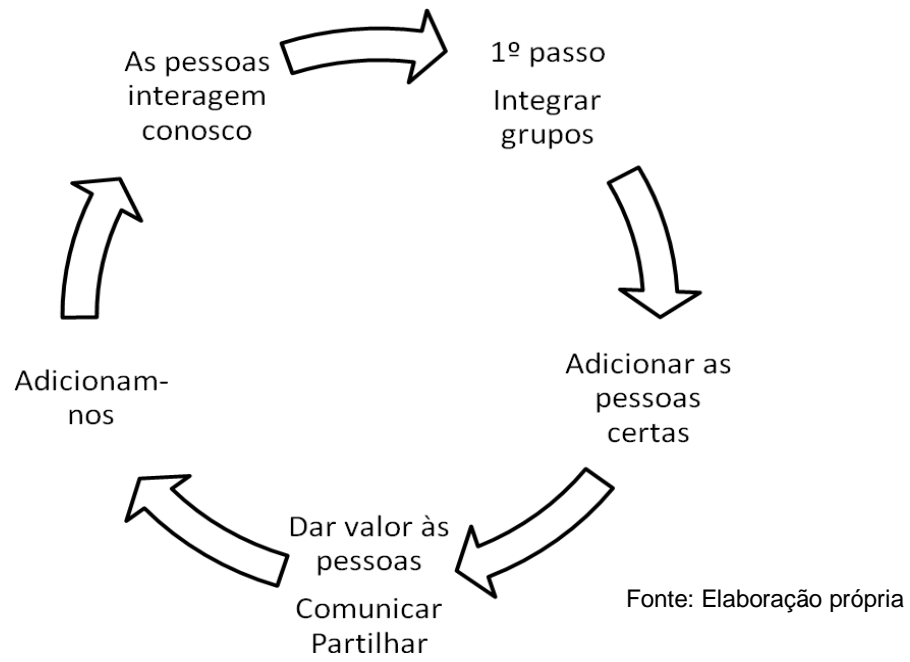 1º passo
Integrar
grupos
Adicionar as
pessoas
certas
Dar valor às
pessoas
Comunicar
Partilhar
Adicionam-
nos
As pessoas
interagem
conosco
Fonte: Elaboração própria